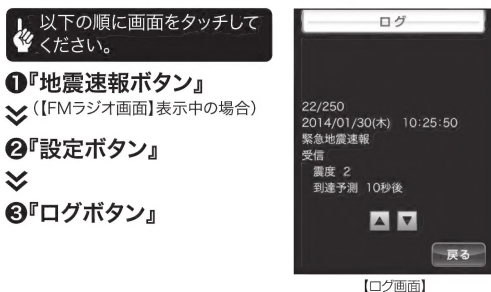 以下の順に画面をタッチして
ください。
❶『地震速報ボタン』
(【FMラジオ画面】表示中の場合)
❷『設定ボタン』
❸『ログボタン』
ログ
22/250
2014/01/30(木) 10:25:50
緊急地震速報
受信
震度 2
到達予測 10秒後
戻る
【ログ画面】